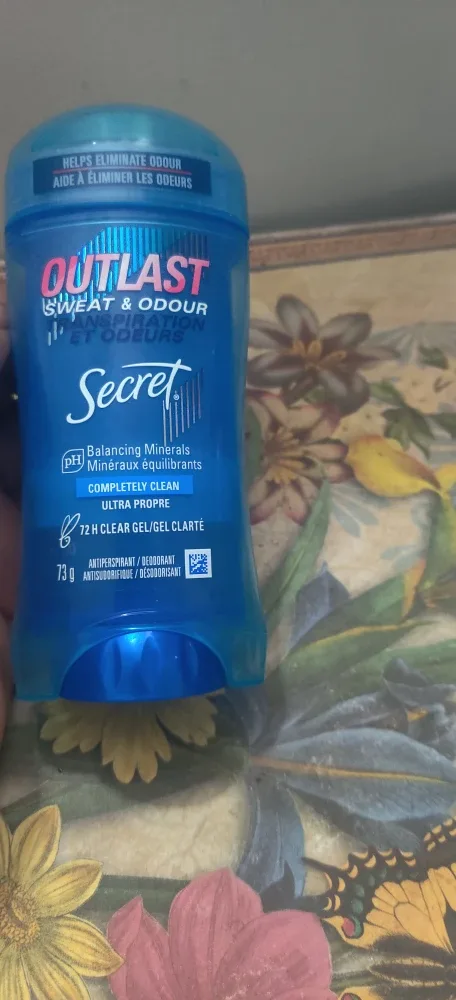 HELPS ELIMINATE ODOUR
AIDE À ÉLIMINER LES ODEURS
OUTLAST
SWEAT & ODOUR
TRANSPIRATION
ET ODEURS
Secret®
pH Balancing Minerals
Minéraux équilibrants
COMPLETELY CLEAN
ULTRA PROPRE
72 H CLEAR GEL/GEL CLARTÉ
73 g ANTIPERSPIRANT / DEODORANT
ANTISUDORIFIQUE / DÉSODORISANT